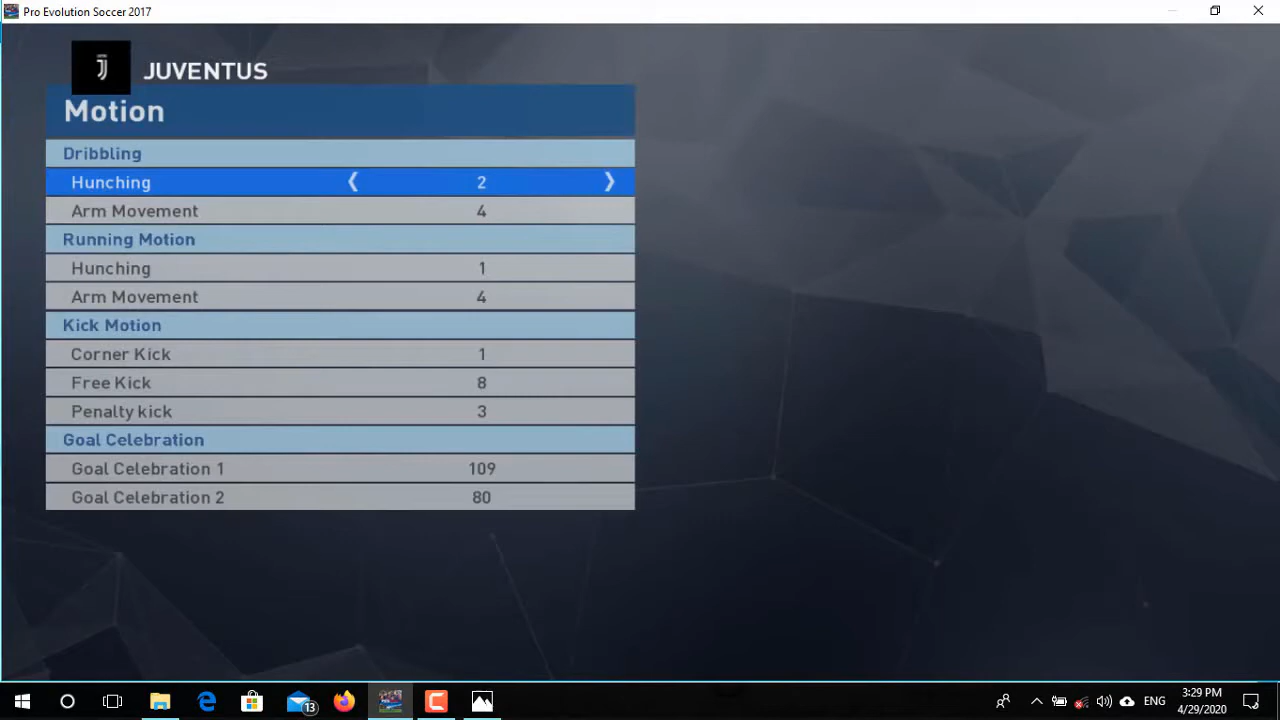 Pro Evolution Soccer 2017
JUVENTUS
Motion
Dribbling
Hunching 2
Arm Movement 4
Running Motion
Hunching 1
Arm Movement 4
Kick Motion
Corner Kick 1
Free Kick 8
Penalty kick 3
Goal Celebration
Goal Celebration 1 109
Goal Celebration 2 80
13
ENG
3:29 PM
4/29/2020